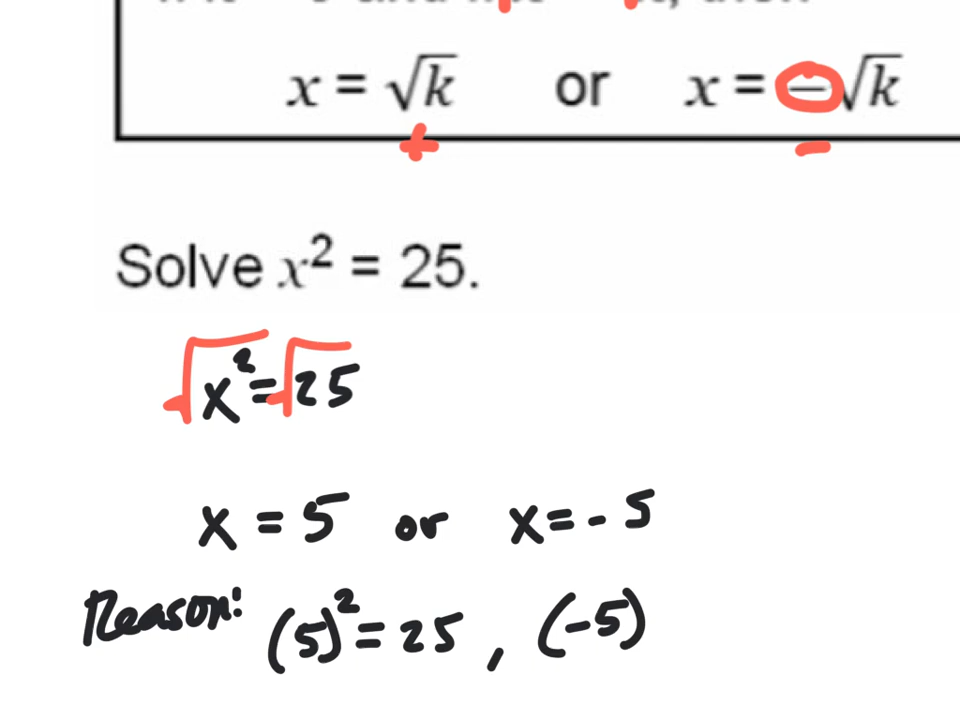 x = √k or x = −√k
+ −
Solve x² = 25.
√x² = √25
x = 5 or x = - 5
Reason: (5)² = 25 , (-5)